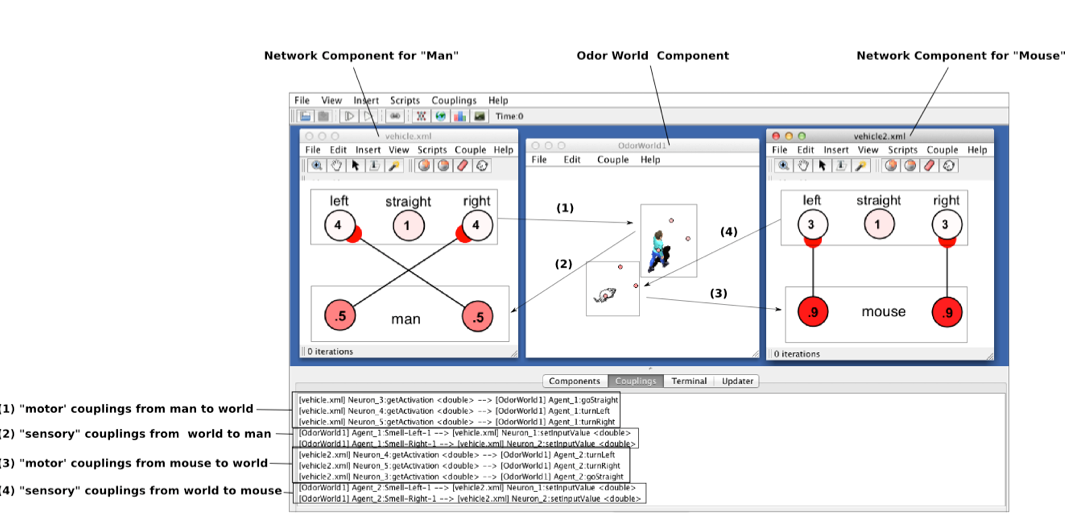 Network Component for "Man"
Odor World Component
Network Component for "Mouse"
File View Insert Scripts Couplings Help
Time:0
vehicle.xml
File Edit Insert View Scripts Couple Help
left straight right
4 1 4
.5 man .5
0 iterations
OdorWorld1
File Edit Couple Help
(1)
(2)
(3)
(4)
vehicle2.xml
File Edit Insert View Scripts Couple Help
left straight right
3 1 3
.9 mouse .9
0 iterations
Components Couplings Terminal Updater
(1) "motor' couplings from man to world
(2) "sensory" couplings from world to man
(3) "motor' couplings from mouse to world
(4) "sensory" couplings from world to mouse
[vehicle.xml] Neuron_3:getActivation <double> --> [OdorWorld1] Agent_1:goStraight
[vehicle.xml] Neuron_4:getActivation <double> --> [OdorWorld1] Agent_1:turnLeft
[vehicle.xml] Neuron_5:getActivation <double> --> [OdorWorld1] Agent_1:turnRight
[OdorWorld1] Agent_1:Smell-Left-1 --> [vehicle.xml] Neuron_1:setInputValue <double>
[OdorWorld1] Agent_1:Smell-Right-1 --> [vehicle.xml] Neuron_2:setInputValue <double>
[vehicle2.xml] Neuron_4:getActivation <double> --> [OdorWorld1] Agent_2:turnLeft
[vehicle2.xml] Neuron_5:getActivation <double> --> [OdorWorld1] Agent_2:turnRight
[vehicle2.xml] Neuron_3:getActivation <double> --> [OdorWorld1] Agent_2:goStraight
[OdorWorld1] Agent_2:Smell-Left-1 --> [vehicle2.xml] Neuron_1:setInputValue <double>
[OdorWorld1] Agent_2:Smell-Right-1 --> [vehicle2.xml] Neuron_2:setInputValue <double>